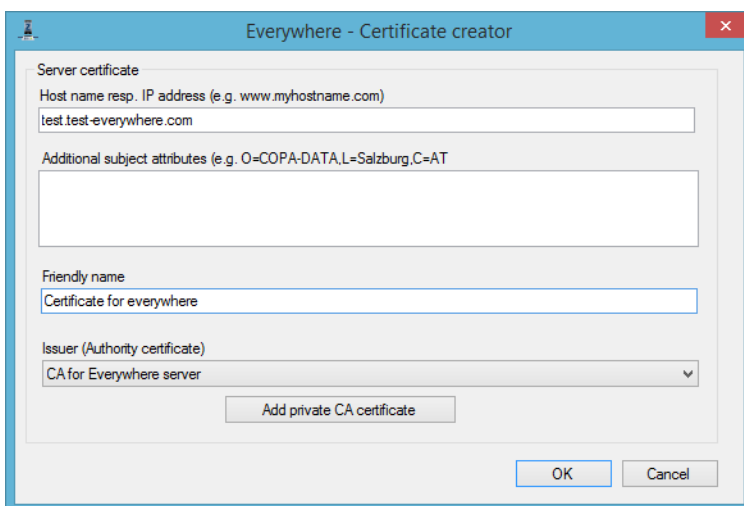 Everywhere - Certificate creator
Server certificate
Host name resp. IP address (e.g. www.myhostname.com)
test.test-everywhere.com
Additional subject attributes (e.g. O=COPA-DATA,L=Salzburg,C=AT
Friendly name
Certificate for everywhere
Issuer (Authority certificate)
CA for Everywhere server
Add private CA certificate
OK Cancel